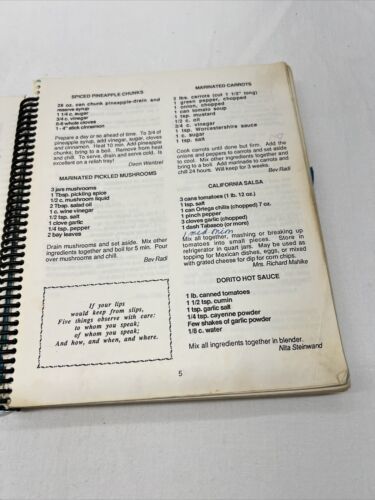 SPICED PINEAPPLE CHUNKS
28 oz. can chunk pineapple-drain and
reserve syrup
1 1/4 c. sugar
3/4 c. vinegar
6-8 whole cloves
1 - 4" stick cinnamon
Prepare a day or so ahead of time. To 3/4 of
pineapple syrup, add vinegar, sugar, cloves
and cinnamon. Heat 10 min. Add pineapple
chunks; bring to a boil. Remove from heat
and chill. To serve, drain and serve cold. Is
excellent on a relish tray!
Deon Wentzel
MARINATED PICKLED MUSHROOMS
3 jars mushrooms
1 Tbsp. pickling spice
1/2 c. mushroom liquid
2 Tbsp. salad oil
1 c. wine vinegar
1/2 tsp. salt
1 clove garlic
1/4 tsp. pepper
2 bay leaves
Drain mushrooms and set aside. Mix other
ingredients together and boil for 5 min. Pour
over mushrooms and chill.
Bev Radi
If your lips
would keep from slips,
Five things observe with care:
to whom you speak;
of whom you speak;
And how, and when, and where.
MARINATED CARROTS
2 lbs. carrots (cut 1 1/2" long)
1 green pepper, chopped
1 onion, chopped
1 can tomato soup
1 tsp. mustard
1/2 c. oil
3/4 c. vinegar
1 tsp. Worcestershire sauce
1 c. sugar
1 tsp. salt
Cook carrots until done but firm. Add the
onions and peppers to carrots and set aside
to cool. Mix other ingredients together and
bring to a boil. Add marinade to carrots and
chill 24 hours. Will keep for 3 weeks.
Bev Radi
CALIFORNIA SALSA
3 cans tomatoes (1 lb. 12 oz.)
1 tsp. salt
1 can Ortega chilis (chopped) 7 oz.
1 pinch pepper
3 cloves garlic (chopped)
1 dash Tabasco (or more)
Mix all together, mashing or breaking up
tomatoes into small pieces. Store in
refrigerator in quart jars. May be used as
topping for Mexican dishes, eggs, or mixed
with grated cheese for dip for corn chips.
Mrs. Richard Mahlke
DORITO HOT SAUCE
1 lb. canned tomatoes
1 1/2 tsp. cumin
1 tsp. garlic salt
1/4 tsp. cayenne powder
Few shakes of garlic powder
1/8 c. water
Mix all ingredients together in blender.
Nita Steinwand
5